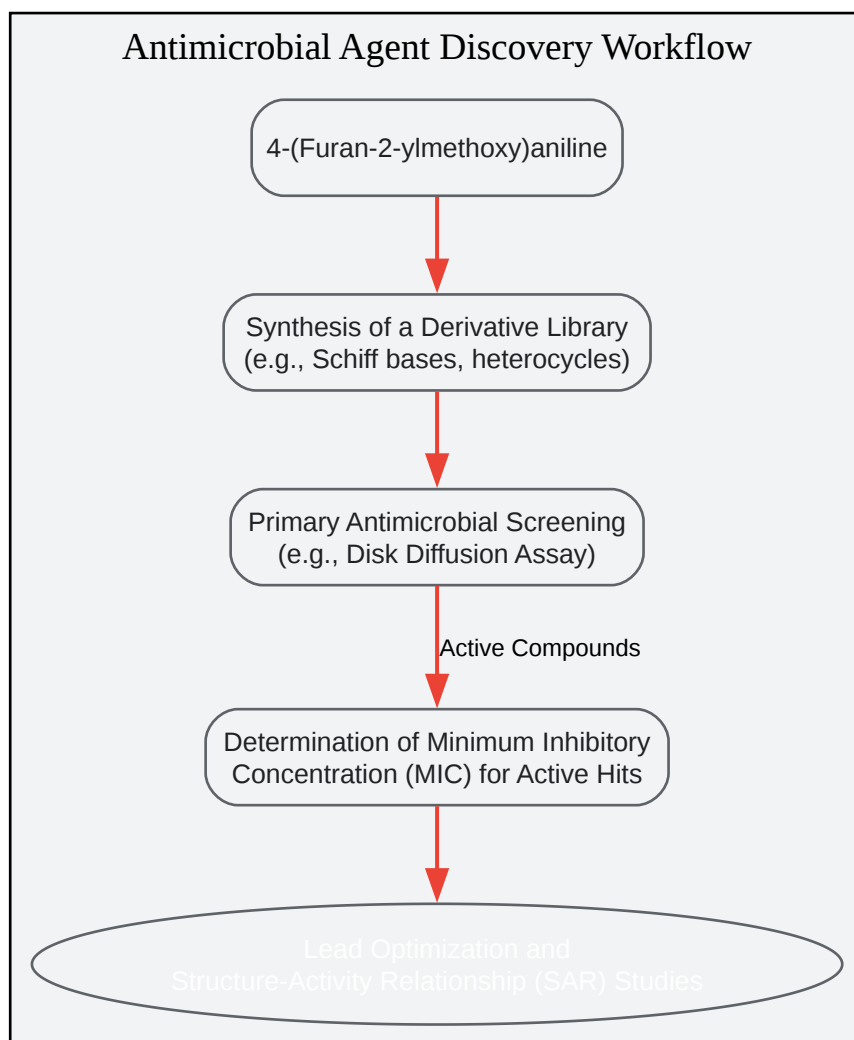 Antimicrobial Agent Discovery Workflow
4-(Furan-2-ylmethoxy)aniline
Synthesis of a Derivative Library
(e.g., Schiff bases, heterocycles)
Primary Antimicrobial Screening
(e.g., Disk Diffusion Assay)
Active Compounds
Determination of Minimum Inhibitory
Concentration (MIC) for Active Hits
Lead Optimization and
Structure-Activity Relationship (SAR) Studies